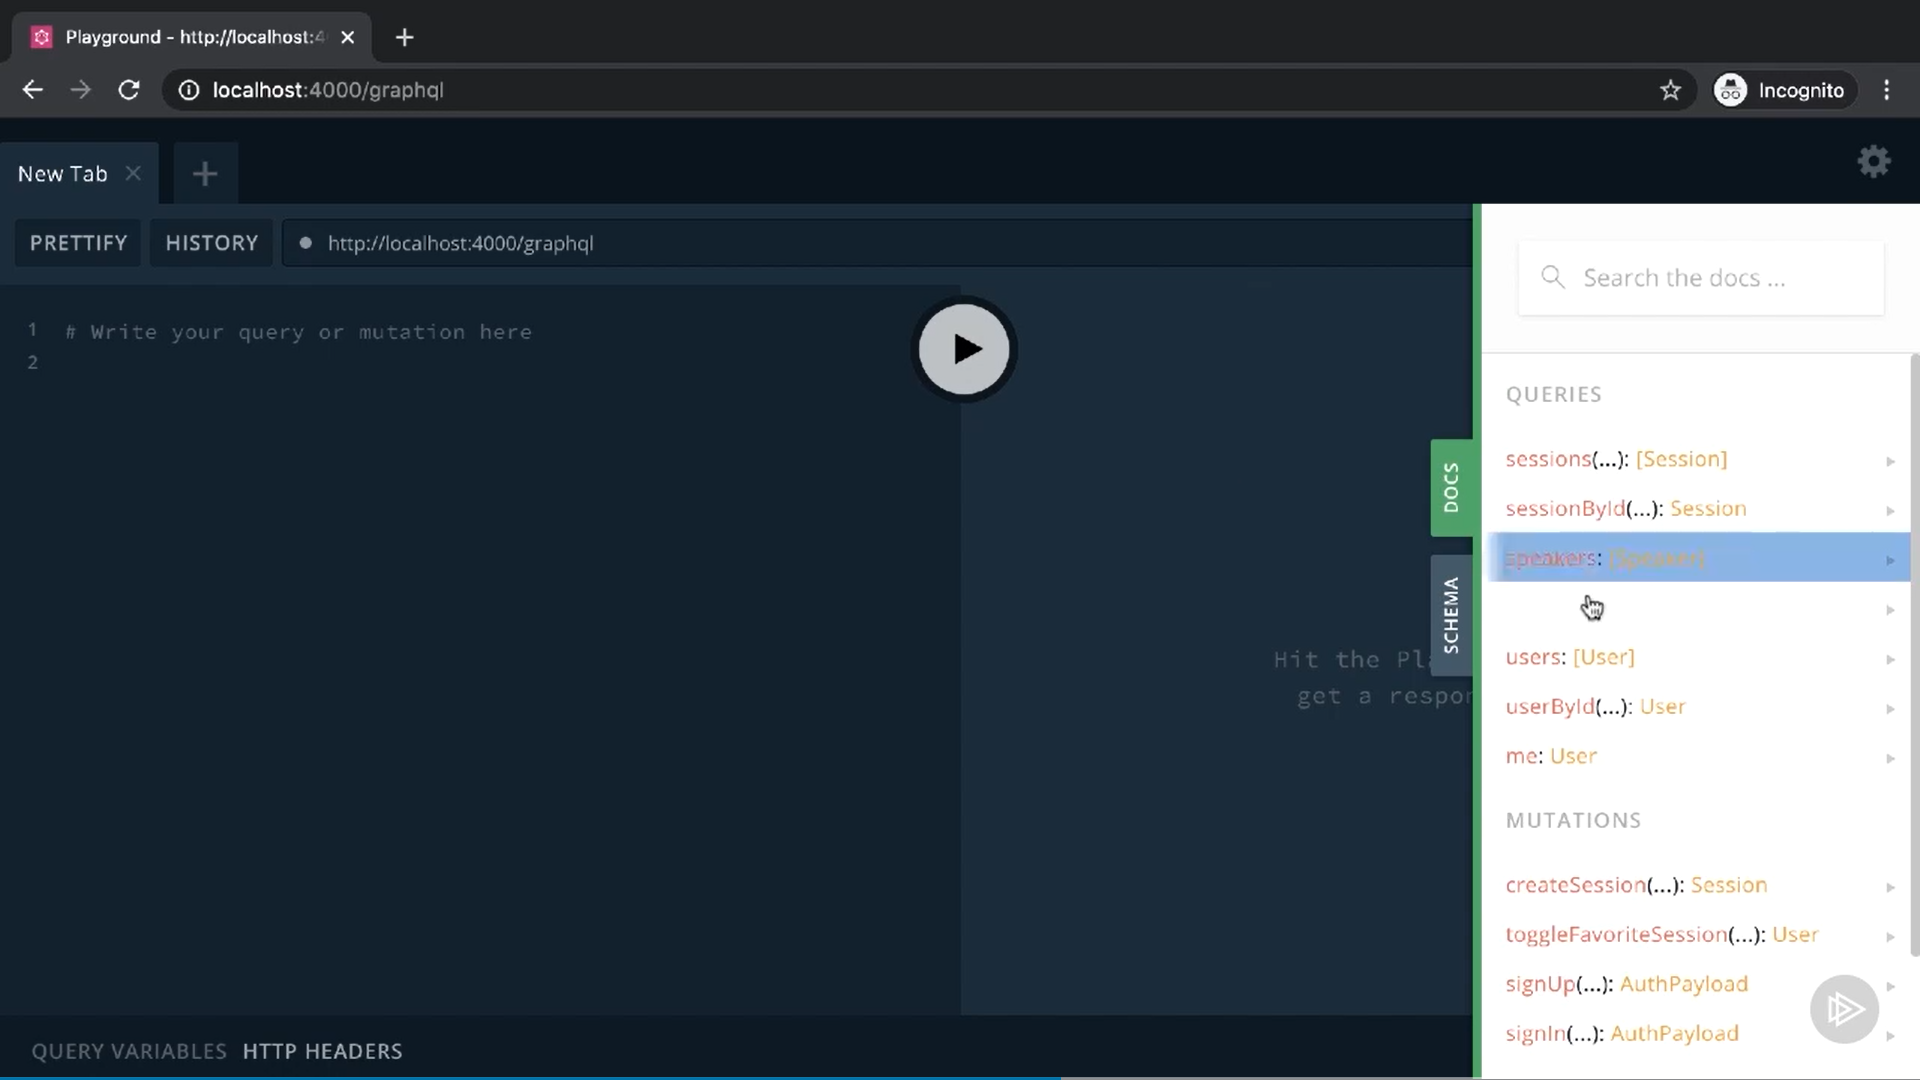 Playground - http://localhost:4
localhost:4000/graphql
Incognito
New Tab
PRETTIFY
HISTORY
http://localhost:4000/graphql
1 # Write your query or mutation here
2
Hit the Pl
get a respon
DOCS
SCHEMA
Search the docs ...
QUERIES
sessions(...): [Session]
sessionById(...): Session
speakers: [Speaker]
users: [User]
userById(...): User
me: User
MUTATIONS
createSession(...): Session
toggleFavoriteSession(...): User
signUp(...): AuthPayload
signIn(...): AuthPayload
QUERY VARIABLES HTTP HEADERS